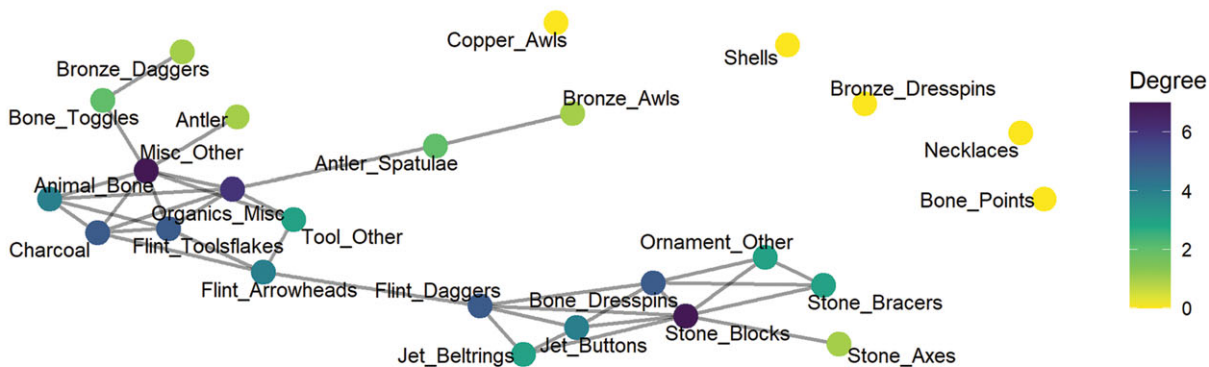 Copper_Awls
Shells
Bronze_Daggers
Degree
Bronze_Dresspins
Bronze_Awls
Bone_Toggles
Antler
6
Misc_Other
Necklaces
Antler_Spatulae
Animal_Bone
4
Bone_Points
Organics_Misc
Tool_Other
Charcoal
Flint_Toolsflakes
Ornament_Other
2
Flint_Arrowheads
Flint_Daggers
Bone_Dresspins
Stone_Bracers
0
Jet_Beltrings
Jet_Buttons
Stone_Blocks
Stone_Axes